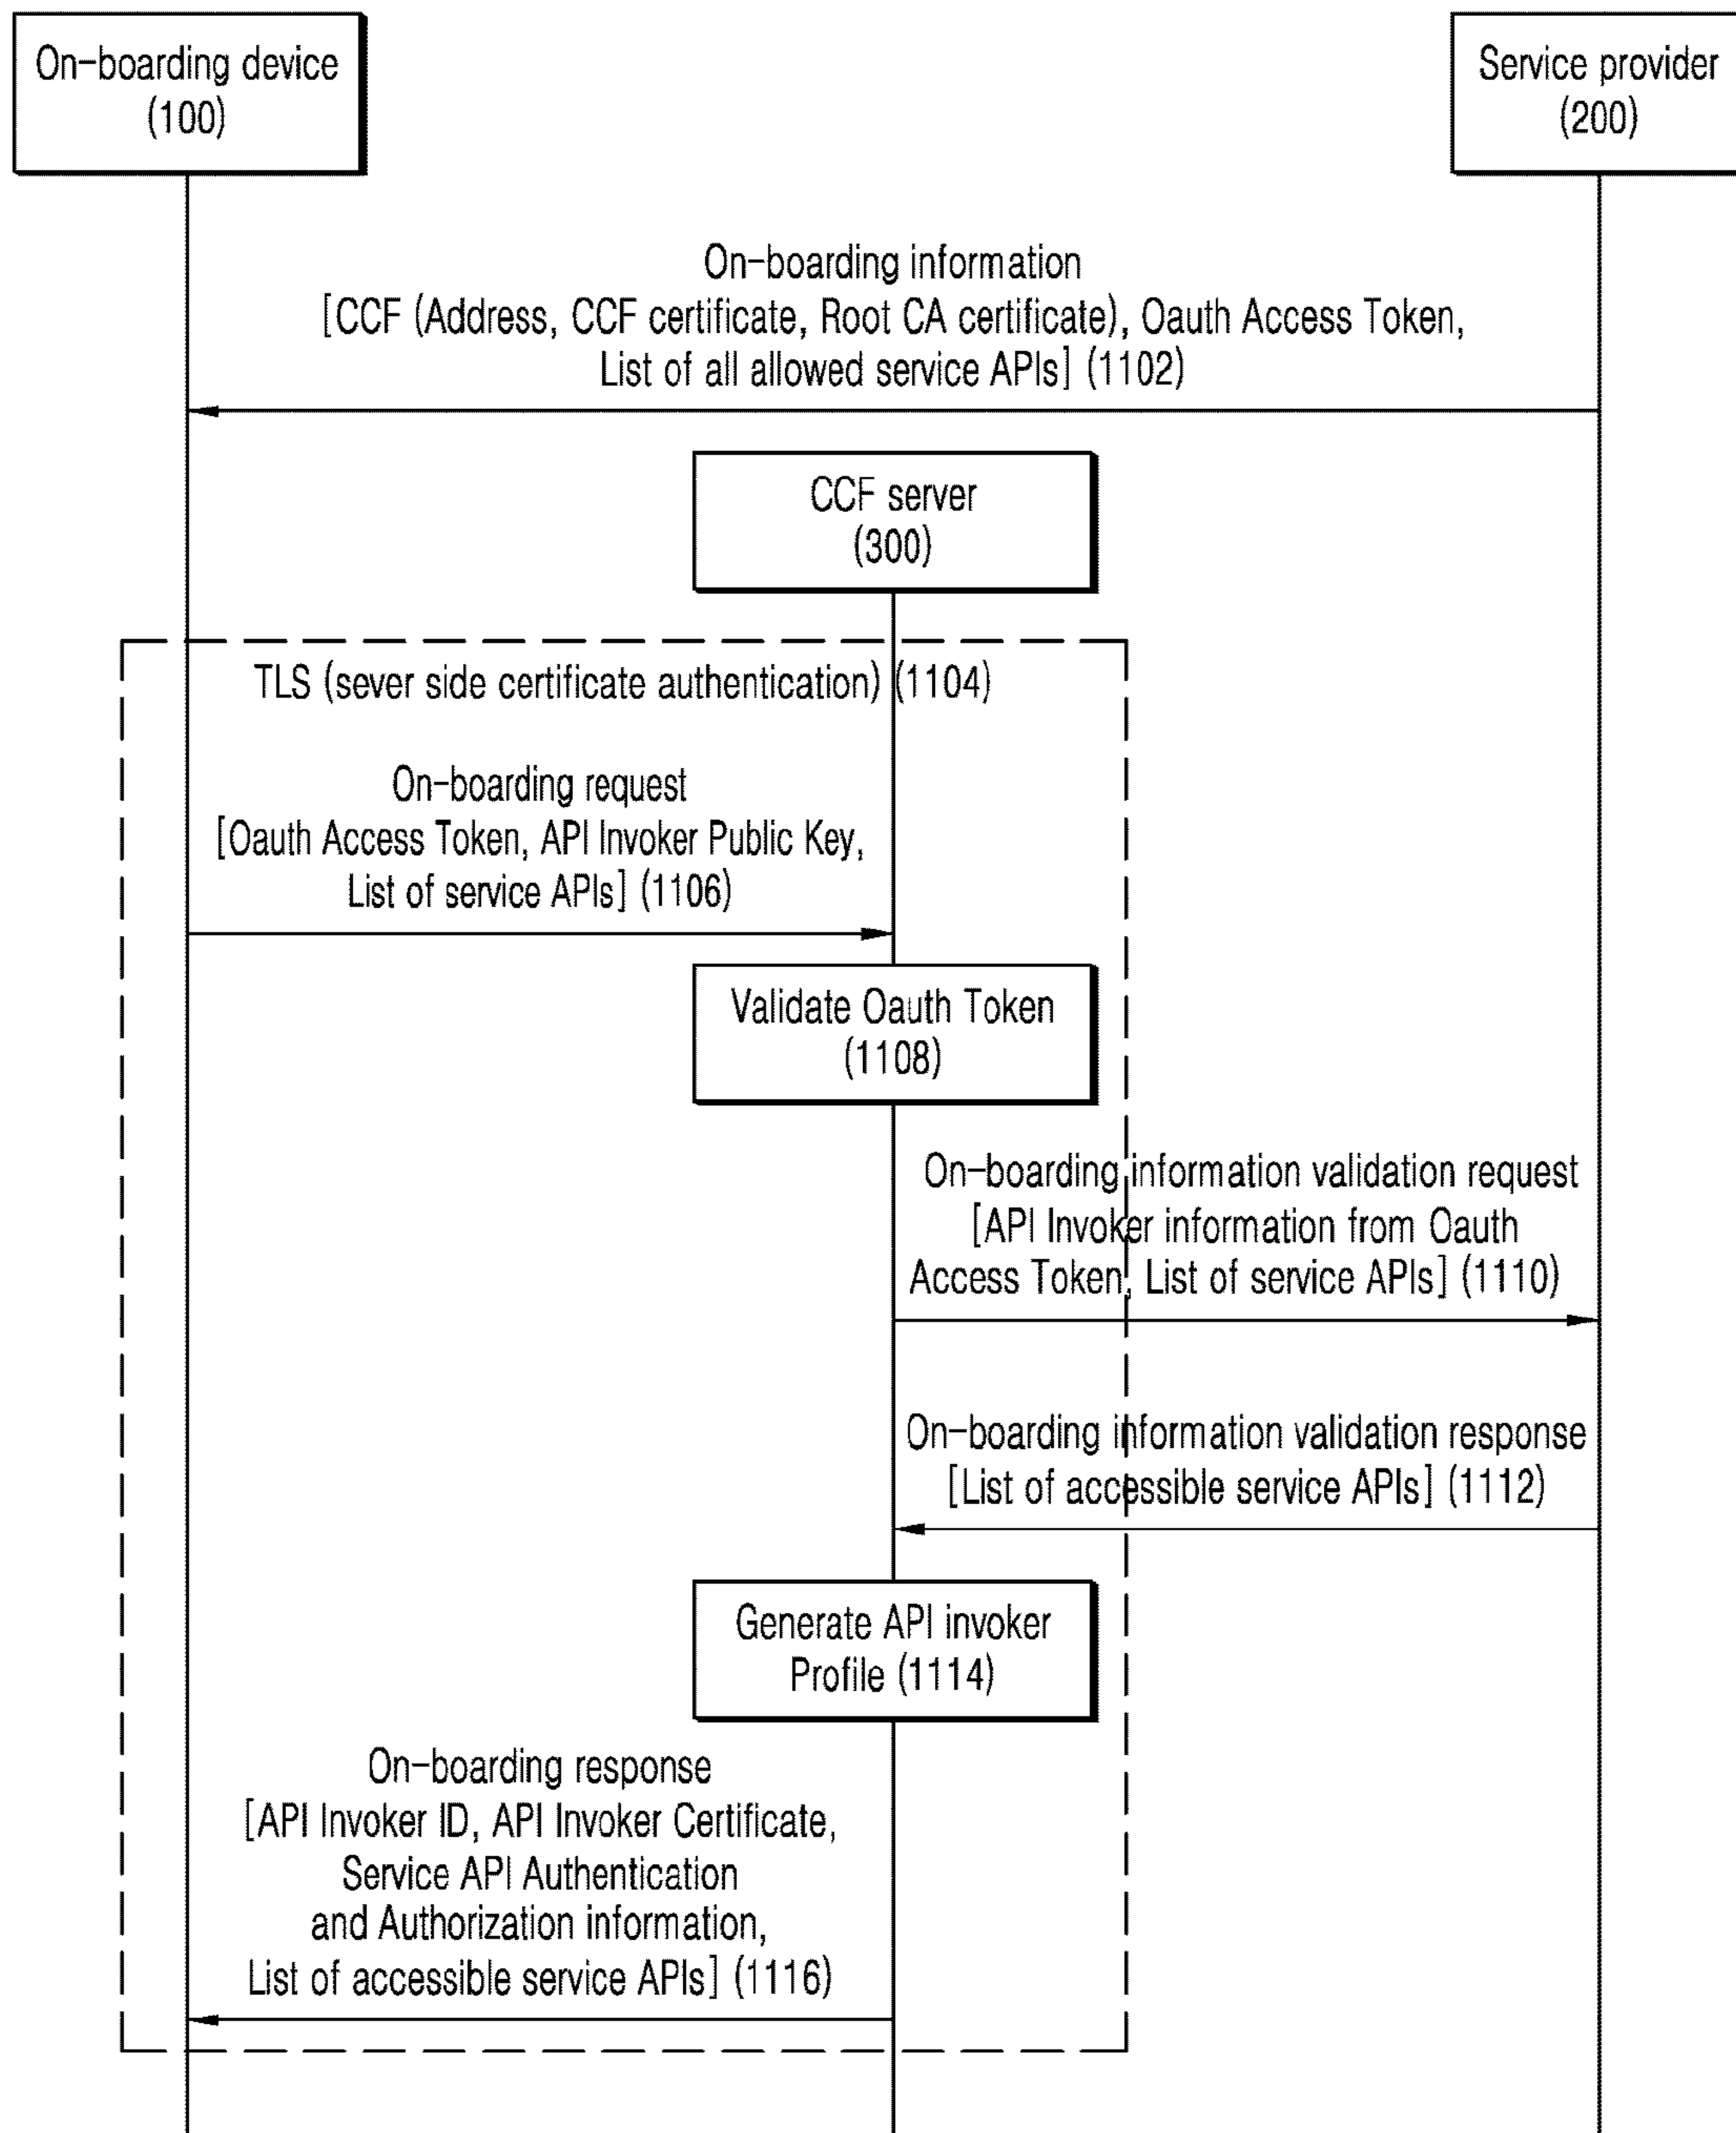 On-boarding device
(100)
Service provider
(200)
On-boarding information
[CCF (Address, CCF certificate, Root CA certificate), Oauth Access Token,
List of all allowed service APIs] (1102)
CCF server
(300)
TLS (sever side certificate authentication) (1104)
On-boarding request
[Oauth Access Token, API Invoker Public Key,
List of service APIs] (1106)
Validate Oauth Token
(1108)
On-boarding information validation request
[API Invoker information from Oauth
Access Token, List of service APIs] (1110)
On-boarding information validation response
[List of accessible service APIs] (1112)
Generate API invoker
Profile (1114)
On-boarding response
[API Invoker ID, API Invoker Certificate,
Service API Authentication
and Authorization information,
List of accessible service APIs] (1116)